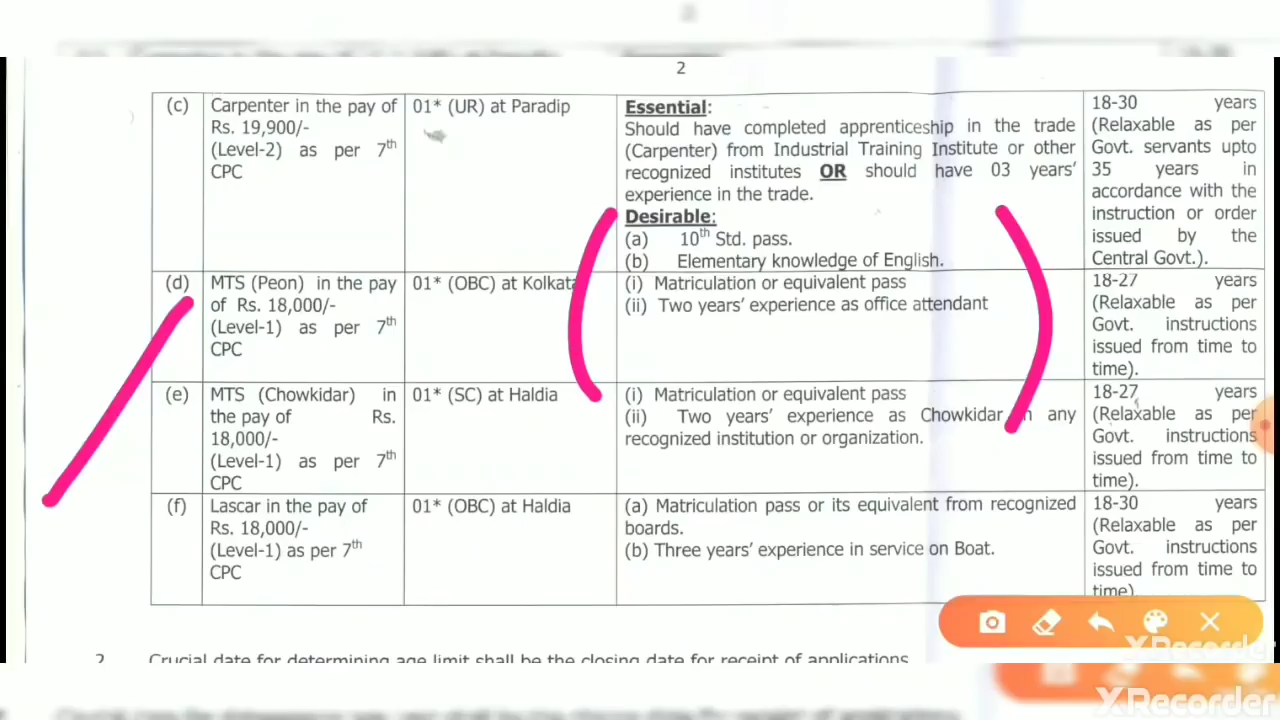 2
(c) Carpenter in the pay of 01* (UR) at Paradip Essential: 18-30 years
Rs. 19,900/- Should have completed apprenticeship in the trade (Relaxable as per
(Level-2) as per 7th (Carpenter) from Industrial Training Institute or other Govt. servants upto
CPC recognized institutes OR should have 03 years' 35 years in
experience in the trade. accordance with the
Desirable: instruction or order
(a) 10th Std. pass. issued by the
(b) Elementary knowledge of English. Central Govt.).
(d) MTS (Peon) in the pay 01* (OBC) at Kolkata (i) Matriculation or equivalent pass 18-27 years
of Rs. 18,000/- (ii) Two years' experience as office attendant (Relaxable as per
(Level-1) as per 7th Govt. instructions
CPC issued from time to
time).
(e) MTS (Chowkidar) in 01* (SC) at Haldia (i) Matriculation or equivalent pass 18-27 years
the pay of Rs. (ii) Two years' experience as Chowkidar in any (Relaxable as per
18,000/- recognized institution or organization. Govt. instructions
(Level-1) as per 7th issued from time to
CPC time).
(f) Lascar in the pay of 01* (OBC) at Haldia (a) Matriculation pass or its equivalent from recognized 18-30 years
Rs. 18,000/- boards. (Relaxable as per
(Level-1) as per 7th (b) Three years' experience in service on Boat. Govt. instructions
CPC issued from time to
time)
2 Crucial date for determining age limit shall be the closing date for receipt of applications
XRecorder
XRecorder